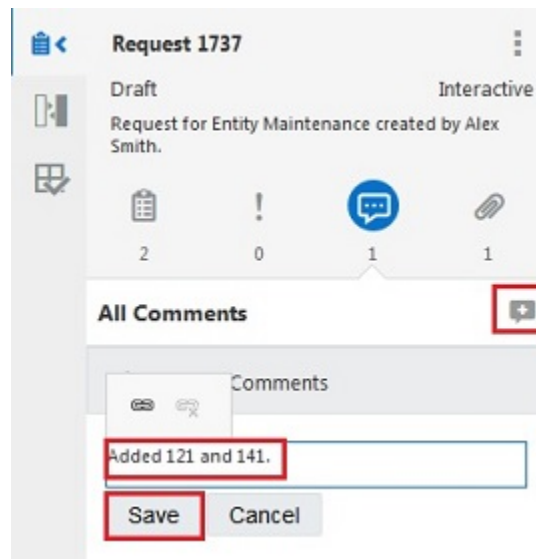 Request 1737
Draft Interactive
Request for Entity Maintenance created by Alex
Smith.
2 0 1 1
All Comments
Comments
Added 121 and 141.
Save Cancel